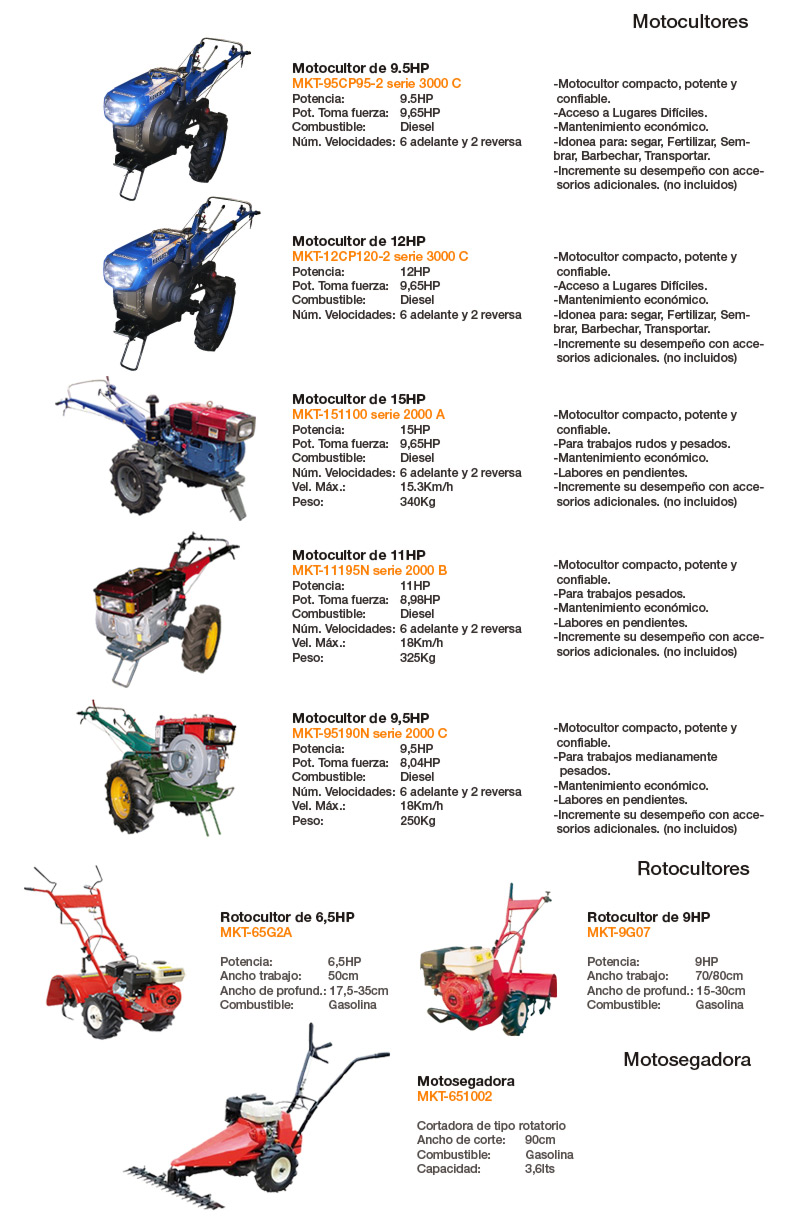 Motocultores
Motocultor de 9.5HP
MKT-95CP95-2 serie 3000 C
Potencia: 9.5HP
Pot. Toma fuerza: 9,65HP
Combustible: Diesel
Núm. Velocidades: 6 adelante y 2 reversa
-Motocultor compacto, potente y
confiable.
-Acceso a Lugares Difíciles.
-Mantenimiento económico.
-Idonea para: segar, Fertilizar, Sem-
brar, Barbechar, Transportar.
-Incremente su desempeño con acce-
sorios adicionales. (no incluidos)
Motocultor de 12HP
MKT-12CP120-2 serie 3000 C
Potencia: 12HP
Pot. Toma fuerza: 9,65HP
Combustible: Diesel
Núm. Velocidades: 6 adelante y 2 reversa
-Motocultor compacto, potente y
confiable.
-Acceso a Lugares Difíciles.
-Mantenimiento económico.
-Idonea para: segar, Fertilizar, Sem-
brar, Barbechar, Transportar.
-Incremente su desempeño con acce-
sorios adicionales. (no incluidos)
Motocultor de 15HP
MKT-151100 serie 2000 A
Potencia: 15HP
Pot. Toma fuerza: 9,65HP
Combustible: Diesel
Núm. Velocidades: 6 adelante y 2 reversa
Vel. Máx.: 15.3Km/h
Peso: 340Kg
-Motocultor compacto, potente y
confiable.
-Para trabajos rudos y pesados.
-Mantenimiento económico.
-Labores en pendientes.
-Incremente su desempeño con acce-
sorios adicionales. (no incluidos)
Motocultor de 11HP
MKT-11195N serie 2000 B
Potencia: 11HP
Pot. Toma fuerza: 8,98HP
Combustible: Diesel
Núm. Velocidades: 6 adelante y 2 reversa
Vel. Máx.: 18Km/h
Peso: 325Kg
-Motocultor compacto, potente y
confiable.
-Para trabajos pesados.
-Mantenimiento económico.
-Labores en pendientes.
-Incremente su desempeño con acce-
sorios adicionales. (no incluidos)
Motocultor de 9,5HP
MKT-95190N serie 2000 C
Potencia: 9,5HP
Pot. Toma fuerza: 8,04HP
Combustible: Diesel
Núm. Velocidades: 6 adelante y 2 reversa
Vel. Máx.: 18Km/h
Peso: 250Kg
-Motocultor compacto, potente y
confiable.
-Para trabajos medianamente
pesados.
-Mantenimiento económico.
-Labores en pendientes.
-Incremente su desempeño con acce-
sorios adicionales. (no incluidos)
Rotocultores
Rotocultor de 6,5HP
MKT-65G2A
Potencia: 6,5HP
Ancho trabajo: 50cm
Ancho de profund.: 17,5-35cm
Combustible: Gasolina
Rotocultor de 9HP
MKT-9G07
Potencia: 9HP
Ancho trabajo: 70/80cm
Ancho de profund.: 15-30cm
Combustible: Gasolina
Motosegadora
Motosegadora
MKT-651002
Cortadora de tipo rotatorio
Ancho de corte: 90cm
Combustible: Gasolina
Capacidad: 3,6lts